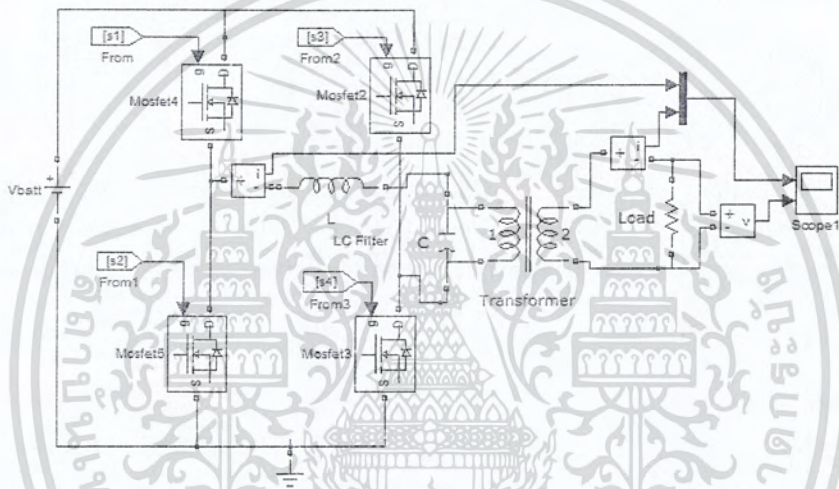 [s1]
From
[s3]
From2
g
D
Mosfet4
S
g
D
Mosfet2
S
Vbatt
+
+
-
i
LC Filter
C
1
2
Transformer
+
-
i
Load
+
-
v
Scope1
[s2]
From1
[s4]
From3
g
D
Mosfet5
S
g
D
Mosfet3
S